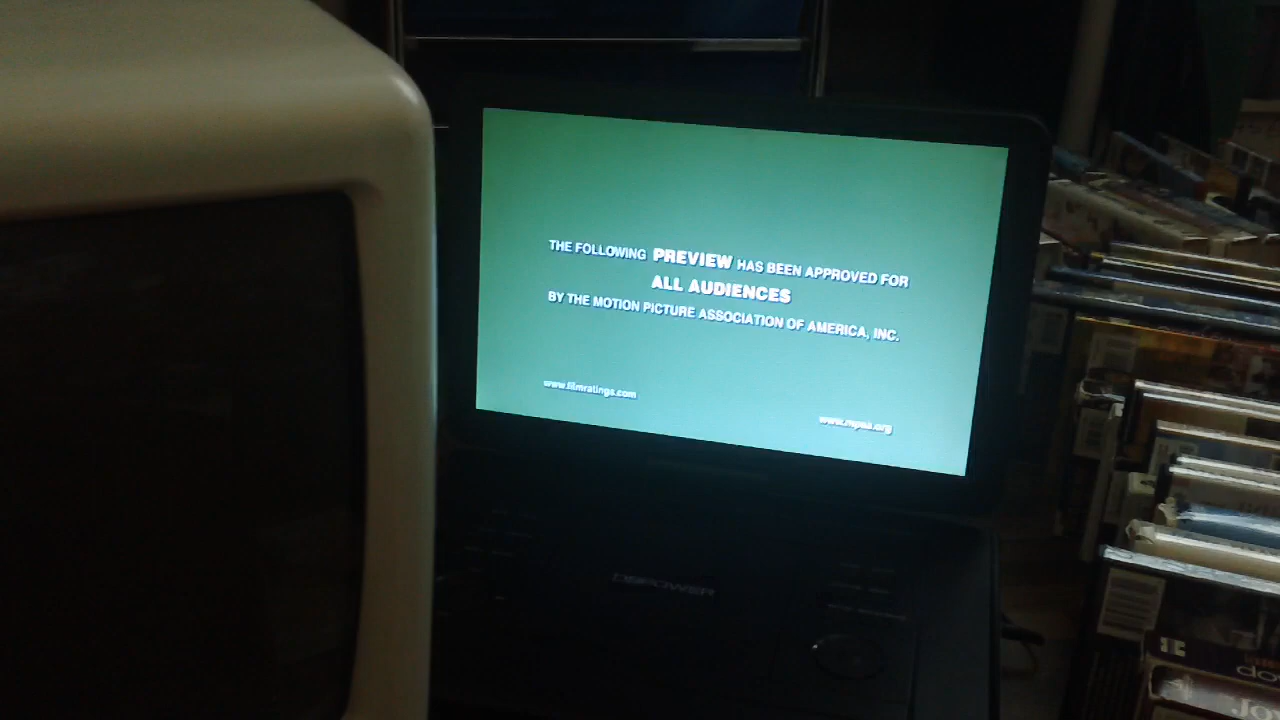 THE FOLLOWING PREVIEW HAS BEEN APPROVED FOR
ALL AUDIENCES
BY THE MOTION PICTURE ASSOCIATION OF AMERICA, INC.
www.filmratings.com
www.mpaa.org
DBPOWER